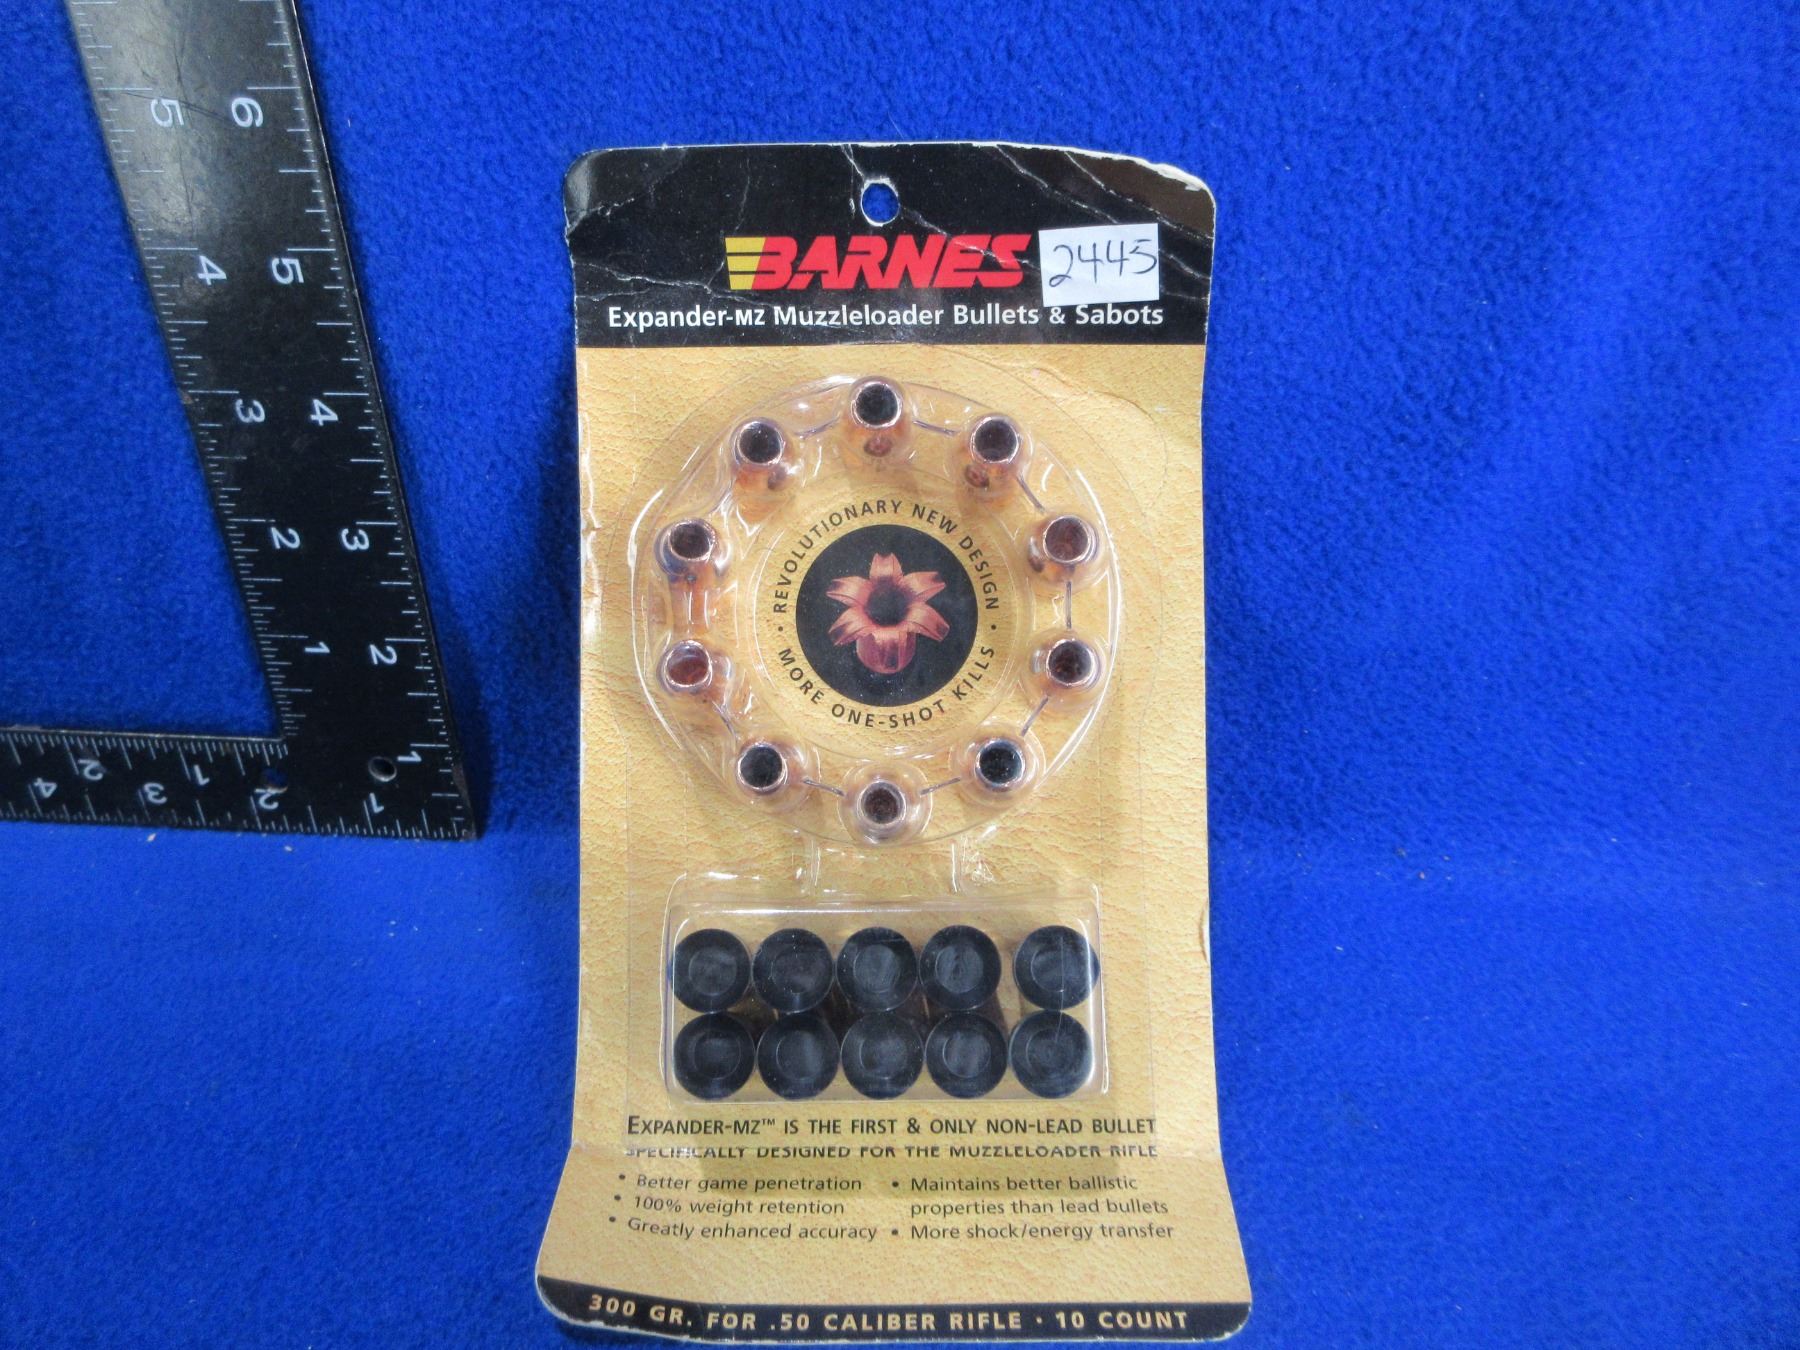 BARNES
2445
Expander-MZ Muzzleloader Bullets & Sabots
• REVOLUTIONARY NEW DESIGN •
MORE ONE-SHOT KILLS
EXPANDER-MZ™ IS THE FIRST & ONLY NON-LEAD BULLET
SPECIFICALLY DESIGNED FOR THE MUZZLELOADER RIFLE
• Better game penetration
• 100% weight retention
• Greatly enhanced accuracy
• Maintains better ballistic
properties than lead bullets
• More shock/energy transfer
300 GR. FOR .50 CALIBER RIFLE · 10 COUNT
5 6
4 5
3 4
2 3
1 2
1
2 1
4 3 2 1